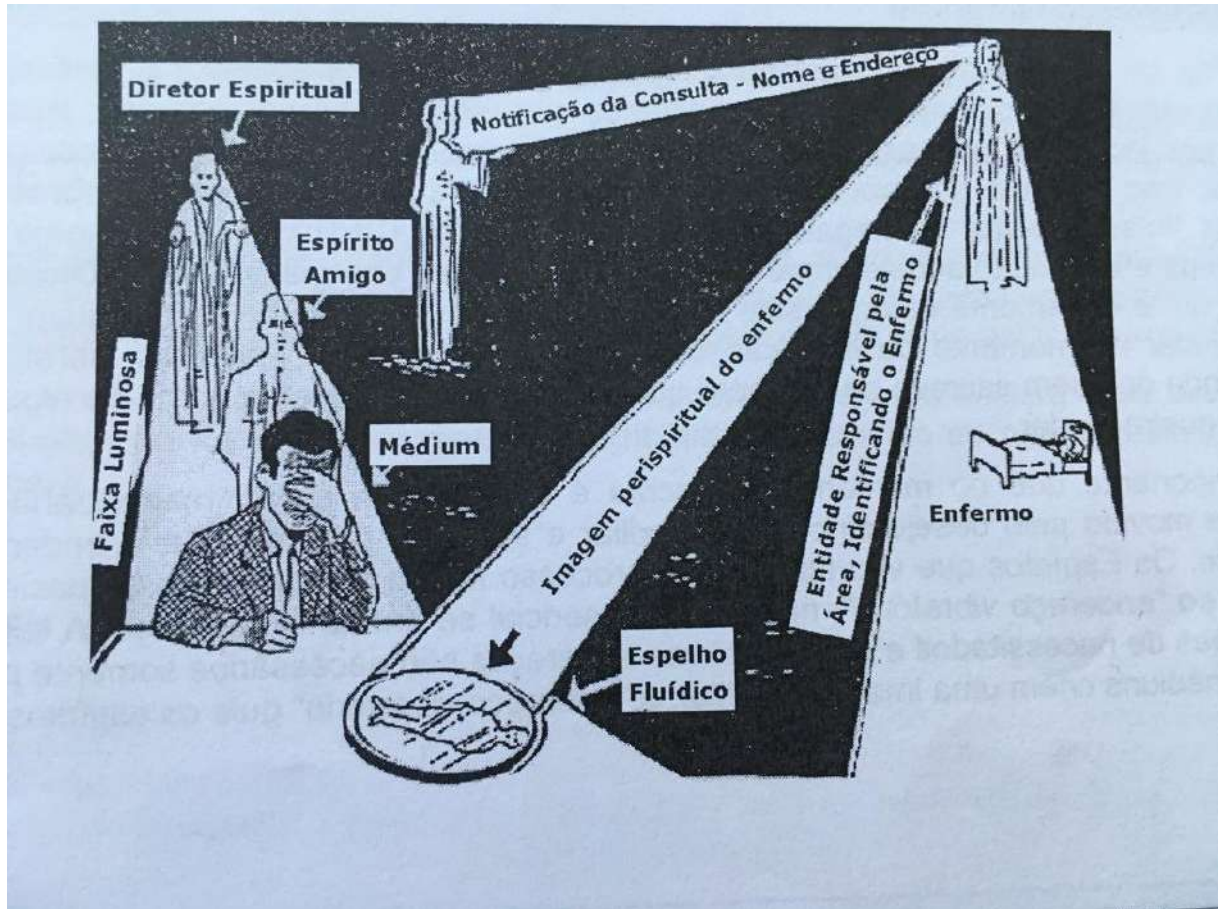 Diretor Espiritual
Notificação da Consulta - Nome e Endereço
Espírito
Amigo
Faixa Luminosa
Médium
Imagem perispiritual do enfermo
Entidade Responsável pela
Área, Identificando o Enfermo
Enfermo
Espelho
Fluídico